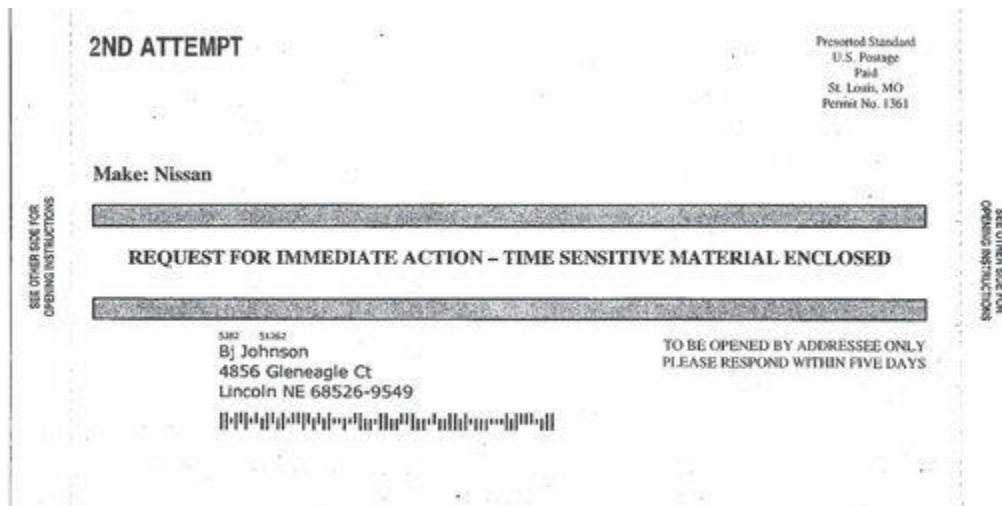 2ND ATTEMPT
Presorted Standard
U.S. Postage
Paid
St. Louis, MO
Permit No. 1361
Make: Nissan
SEE OTHER SIDE FOR
OPENING INSTRUCTIONS
REQUEST FOR IMMEDIATE ACTION – TIME SENSITIVE MATERIAL ENCLOSED
SEE OTHER SIDE FOR
OPENING INSTRUCTIONS
5282 51362
Bj Johnson
4856 Gleneagle Ct
Lincoln NE 68526-9549
TO BE OPENED BY ADDRESSEE ONLY
PLEASE RESPOND WITHIN FIVE DAYS